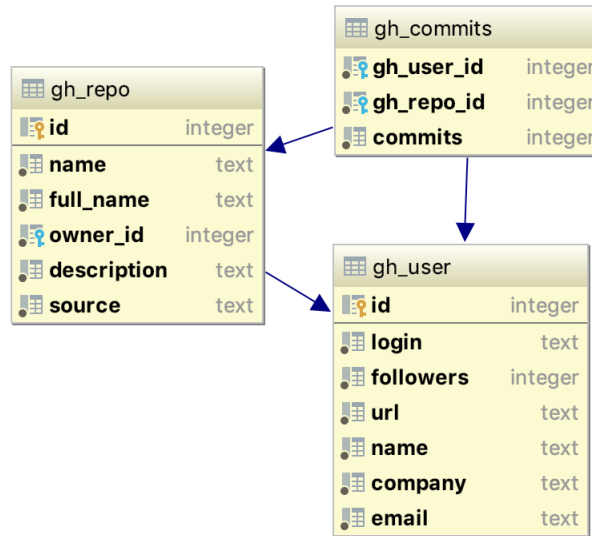 gh_commits
gh_user_id integer
gh_repo_id integer
commits integer
gh_repo
id integer
name text
full_name text
owner_id integer
description text
source text
gh_user
id integer
login text
followers integer
url text
name text
company text
email text